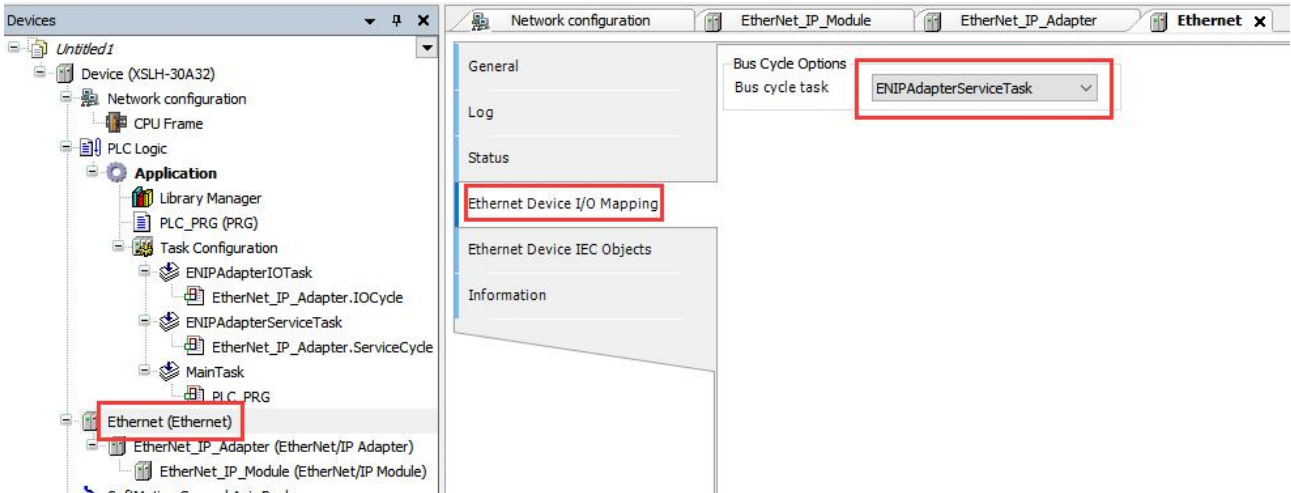 Devices
Untitled1
Device (XSLH-30A32)
Network configuration
CPU Frame
PLC Logic
Application
Library Manager
PLC_PRG (PRG)
Task Configuration
ENIPAdapterIOTask
EtherNet_IP_Adapter.IOCycle
ENIPAdapterServiceTask
EtherNet_IP_Adapter.ServiceCycle
MainTask
PLC_PRG
Ethernet (Ethernet)
EtherNet_IP_Adapter (EtherNet/IP Adapter)
EtherNet_IP_Module (EtherNet/IP Module)
Network configuration
EtherNet_IP_Module
EtherNet_IP_Adapter
Ethernet
General
Log
Status
Ethernet Device I/O Mapping
Ethernet Device IEC Objects
Information
Bus Cycle Options
Bus cycle task
ENIPAdapterServiceTask